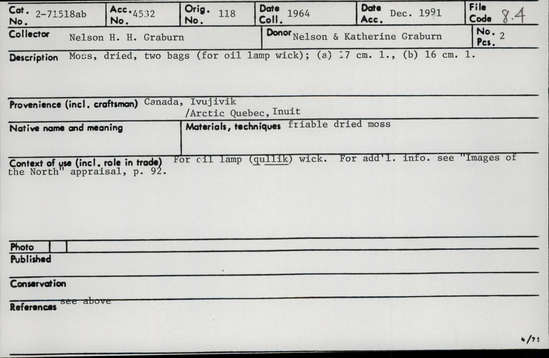 Cat. No. 2-71518ab Acc. No. 4532 Orig. No. 118 Date Coll. 1964 Date Acc. Dec. 1991 File Code 8.4
Collector Nelson H. H. Graburn Donor Nelson & Katherine Graburn No. Pcs. 2
Description Moss, dried, two bags (for oil lamp wick); (a) 17 cm. l., (b) 16 cm. l.
Provenience (incl. craftsman) Canada, Ivujivik
/Arctic Quebec, Inuit
Native name and meaning Materials, techniques friable dried moss
Context of use (incl. role in trade) For oil lamp (qullik) wick. For add'l. info. see "Images of
the North" appraisal, p. 92.
Photo
Published
Conservation
References see above